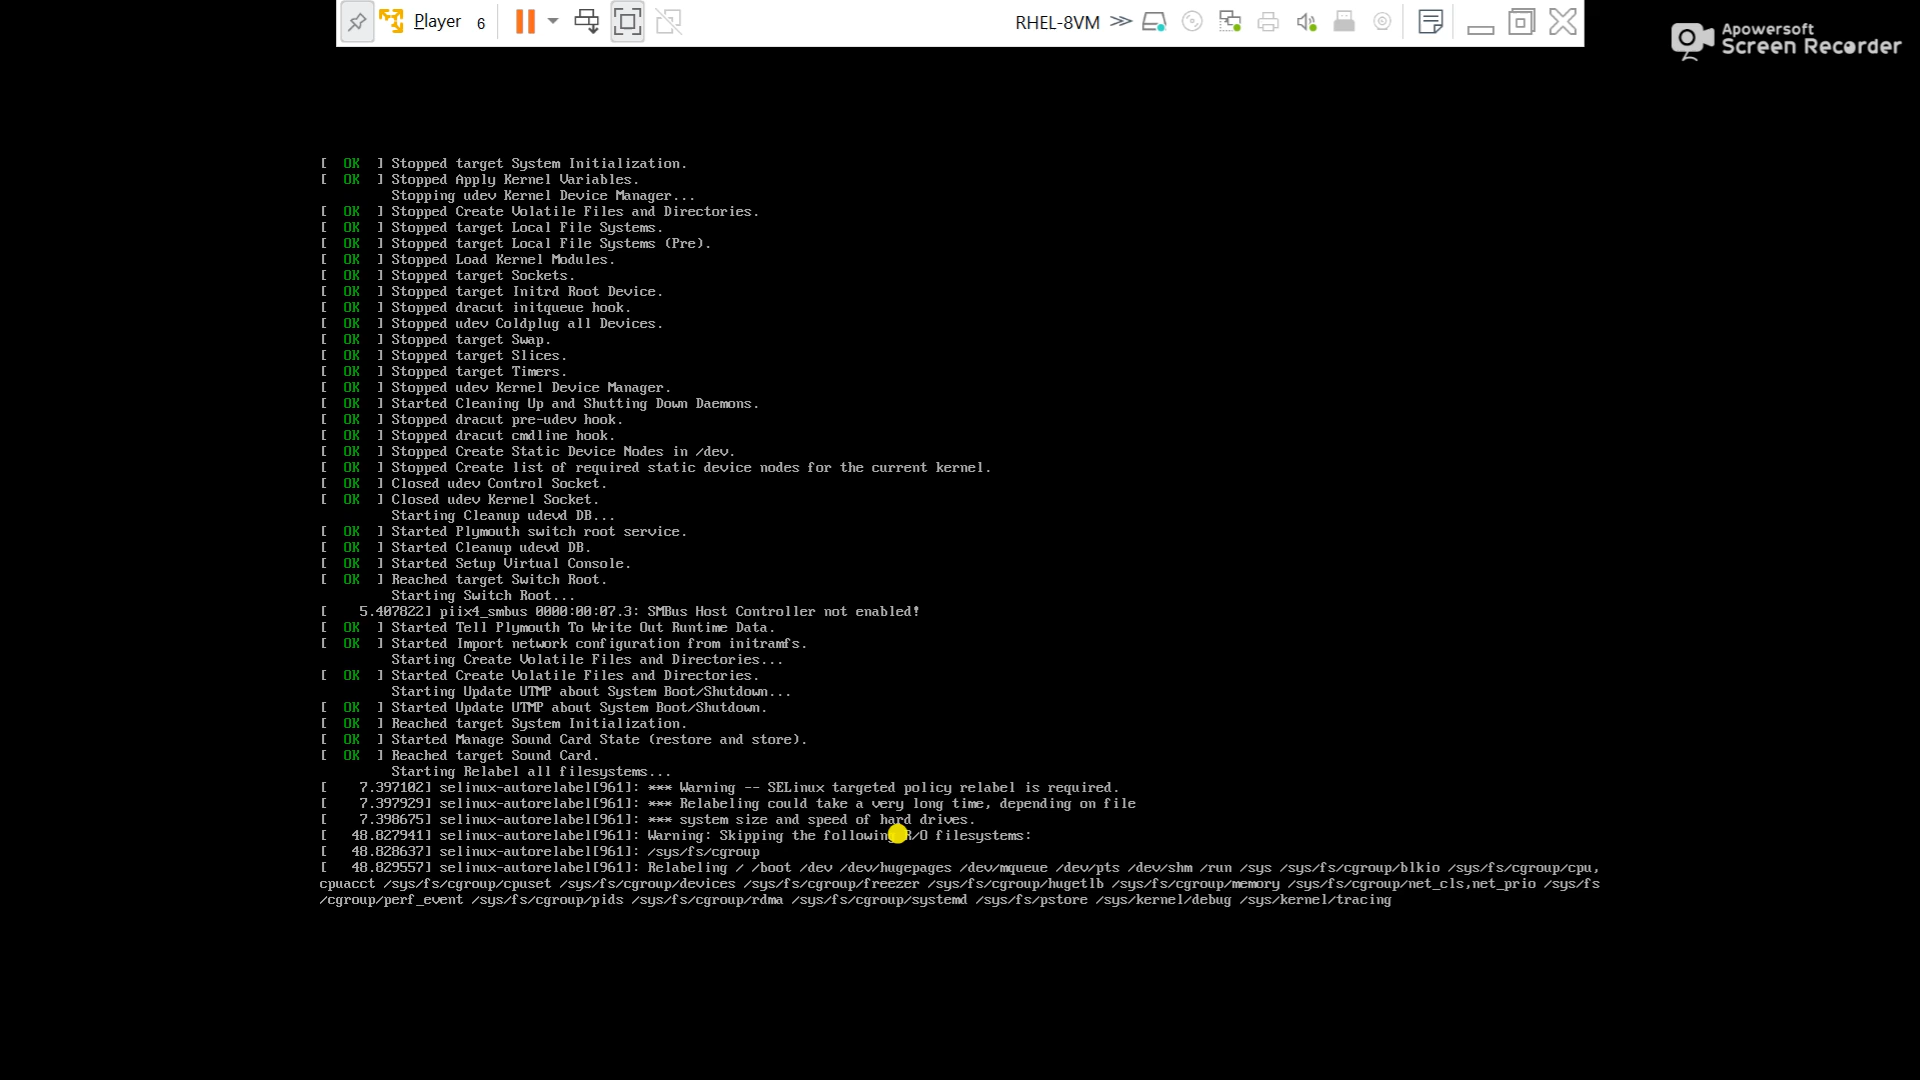 Player 6
RHEL-8VM
Apowersoft
Screen Recorder
[  OK  ] Stopped target System Initialization.
[  OK  ] Stopped Apply Kernel Variables.
         Stopping udev Kernel Device Manager...
[  OK  ] Stopped Create Volatile Files and Directories.
[  OK  ] Stopped target Local File Systems.
[  OK  ] Stopped target Local File Systems (Pre).
[  OK  ] Stopped Load Kernel Modules.
[  OK  ] Stopped target Sockets.
[  OK  ] Stopped target Initrd Root Device.
[  OK  ] Stopped dracut initqueue hook.
[  OK  ] Stopped udev Coldplug all Devices.
[  OK  ] Stopped target Swap.
[  OK  ] Stopped target Slices.
[  OK  ] Stopped target Timers.
[  OK  ] Stopped udev Kernel Device Manager.
[  OK  ] Started Cleaning Up and Shutting Down Daemons.
[  OK  ] Stopped dracut pre-udev hook.
[  OK  ] Stopped dracut cmdline hook.
[  OK  ] Stopped Create Static Device Nodes in /dev.
[  OK  ] Stopped Create list of required static device nodes for the current kernel.
[  OK  ] Closed udev Control Socket.
[  OK  ] Closed udev Kernel Socket.
         Starting Cleanup udevd DB...
[  OK  ] Started Plymouth switch root service.
[  OK  ] Started Cleanup udevd DB.
[  OK  ] Started Setup Virtual Console.
[  OK  ] Reached target Switch Root.
         Starting Switch Root...
[    5.407822] piix4_smbus 0000:00:07.3: SMBus Host Controller not enabled!
[  OK  ] Started Tell Plymouth To Write Out Runtime Data.
[  OK  ] Started Import network configuration from initramfs.
         Starting Create Volatile Files and Directories...
[  OK  ] Started Create Volatile Files and Directories.
         Starting Update UTMP about System Boot/Shutdown...
[  OK  ] Started Update UTMP about System Boot/Shutdown.
[  OK  ] Reached target System Initialization.
[  OK  ] Started Manage Sound Card State (restore and store).
[  OK  ] Reached target Sound Card.
         Starting Relabel all filesystems...
[    7.397102] selinux-autorelabel[961]: *** Warning -- SELinux targeted policy relabel is required.
[    7.397929] selinux-autorelabel[961]: *** Relabeling could take a very long time, depending on file
[    7.398675] selinux-autorelabel[961]: *** system size and speed of hard drives.
[   48.827941] selinux-autorelabel[961]: Warning: Skipping the following R/O filesystems:
[   48.828637] selinux-autorelabel[961]: /sys/fs/cgroup
[   48.829557] selinux-autorelabel[961]: Relabeling / /boot /dev /dev/hugepages /dev/mqueue /dev/pts /dev/shm /run /sys /sys/fs/cgroup/blkio /sys/fs/cgroup/cpu,
cpuacct /sys/fs/cgroup/cpuset /sys/fs/cgroup/devices /sys/fs/cgroup/freezer /sys/fs/cgroup/hugetlb /sys/fs/cgroup/memory /sys/fs/cgroup/net_cls,net_prio /sys/fs
/cgroup/perf_event /sys/fs/cgroup/pids /sys/fs/cgroup/rdma /sys/fs/cgroup/systemd /sys/fs/pstore /sys/kernel/debug /sys/kernel/tracing